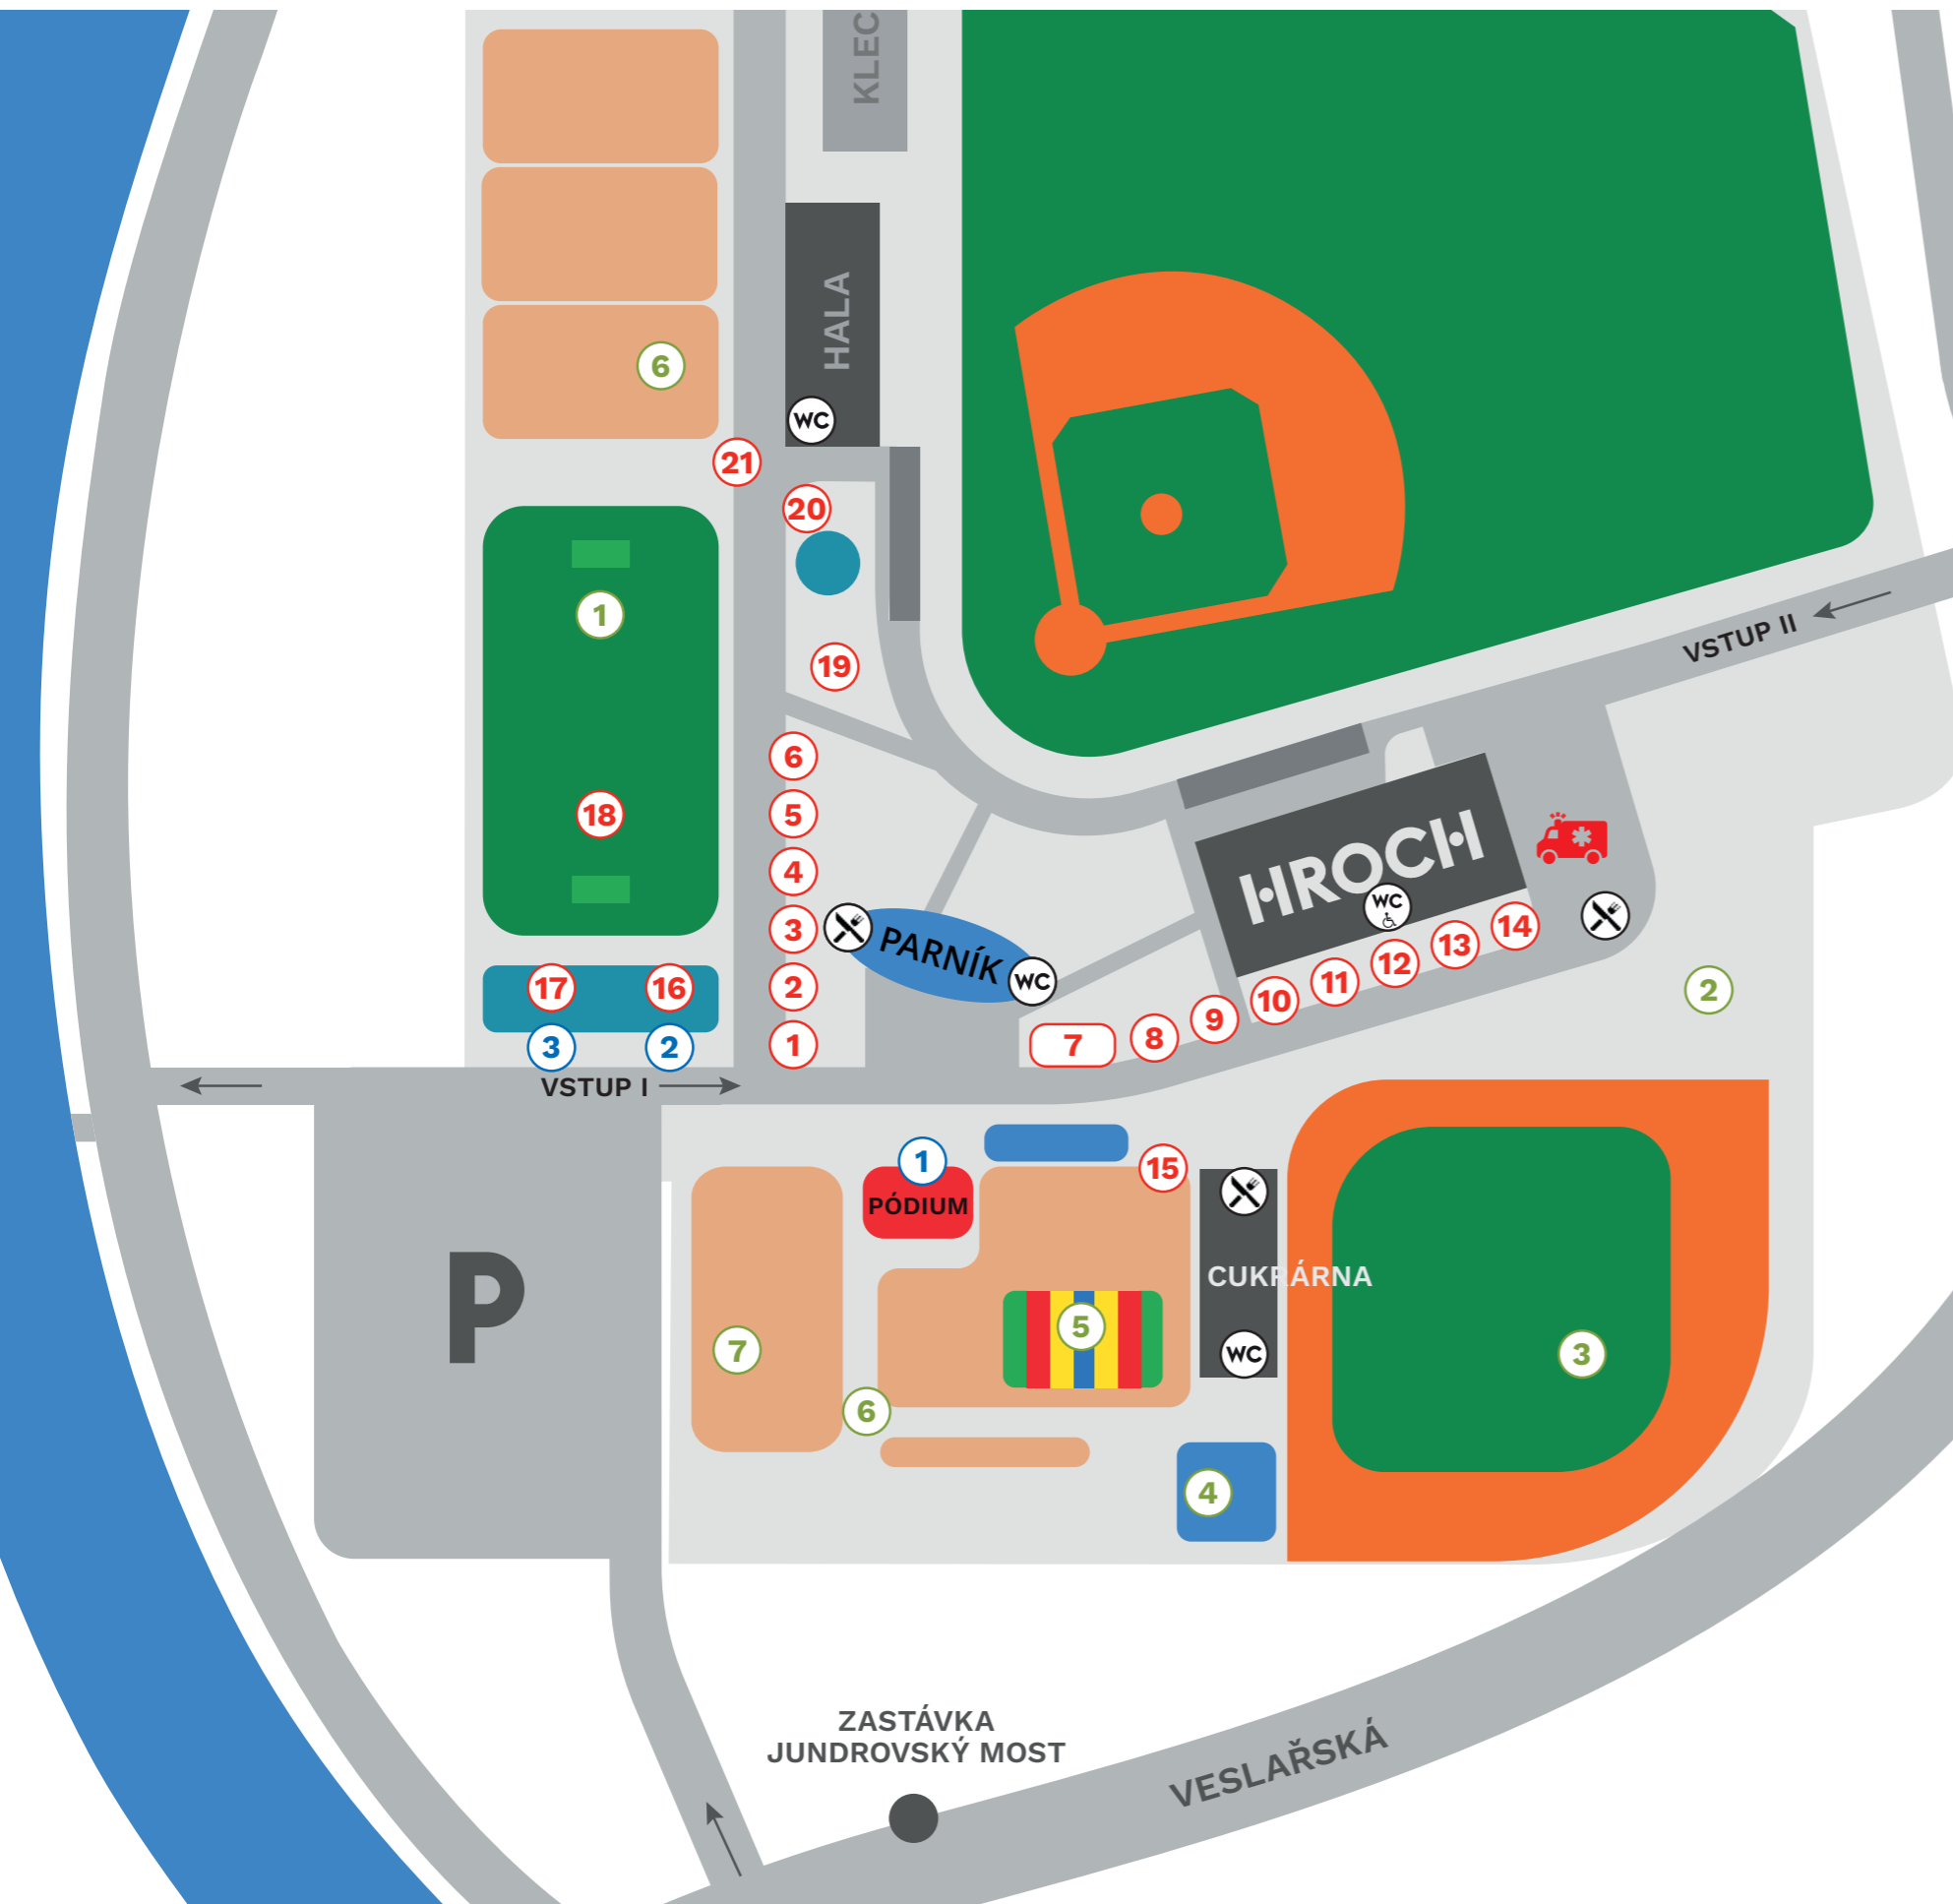 KLEC
HALA
6
WC
21
20
1
19
VSTUP II
6
18
5
4
HROCH
WC
3
PARNÍK
WC
14
13
12
11
10
9
8
7
2
17
16
2
3
2
1
VSTUP I
1
PÓDIUM
15
P
CUKRÁRNA
5
7
WC
3
6
4
ZASTÁVKA
JUNDROVSKÝ MOST
VESLAŘSKÁ